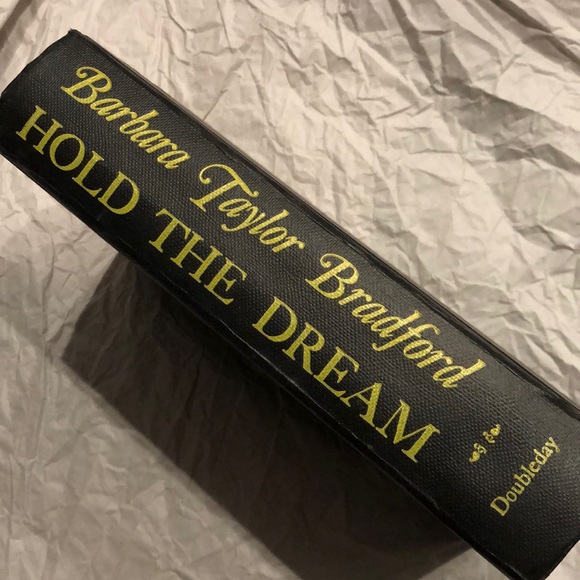 Barbara Taylor Bradford
HOLD THE DREAM
Doubleday